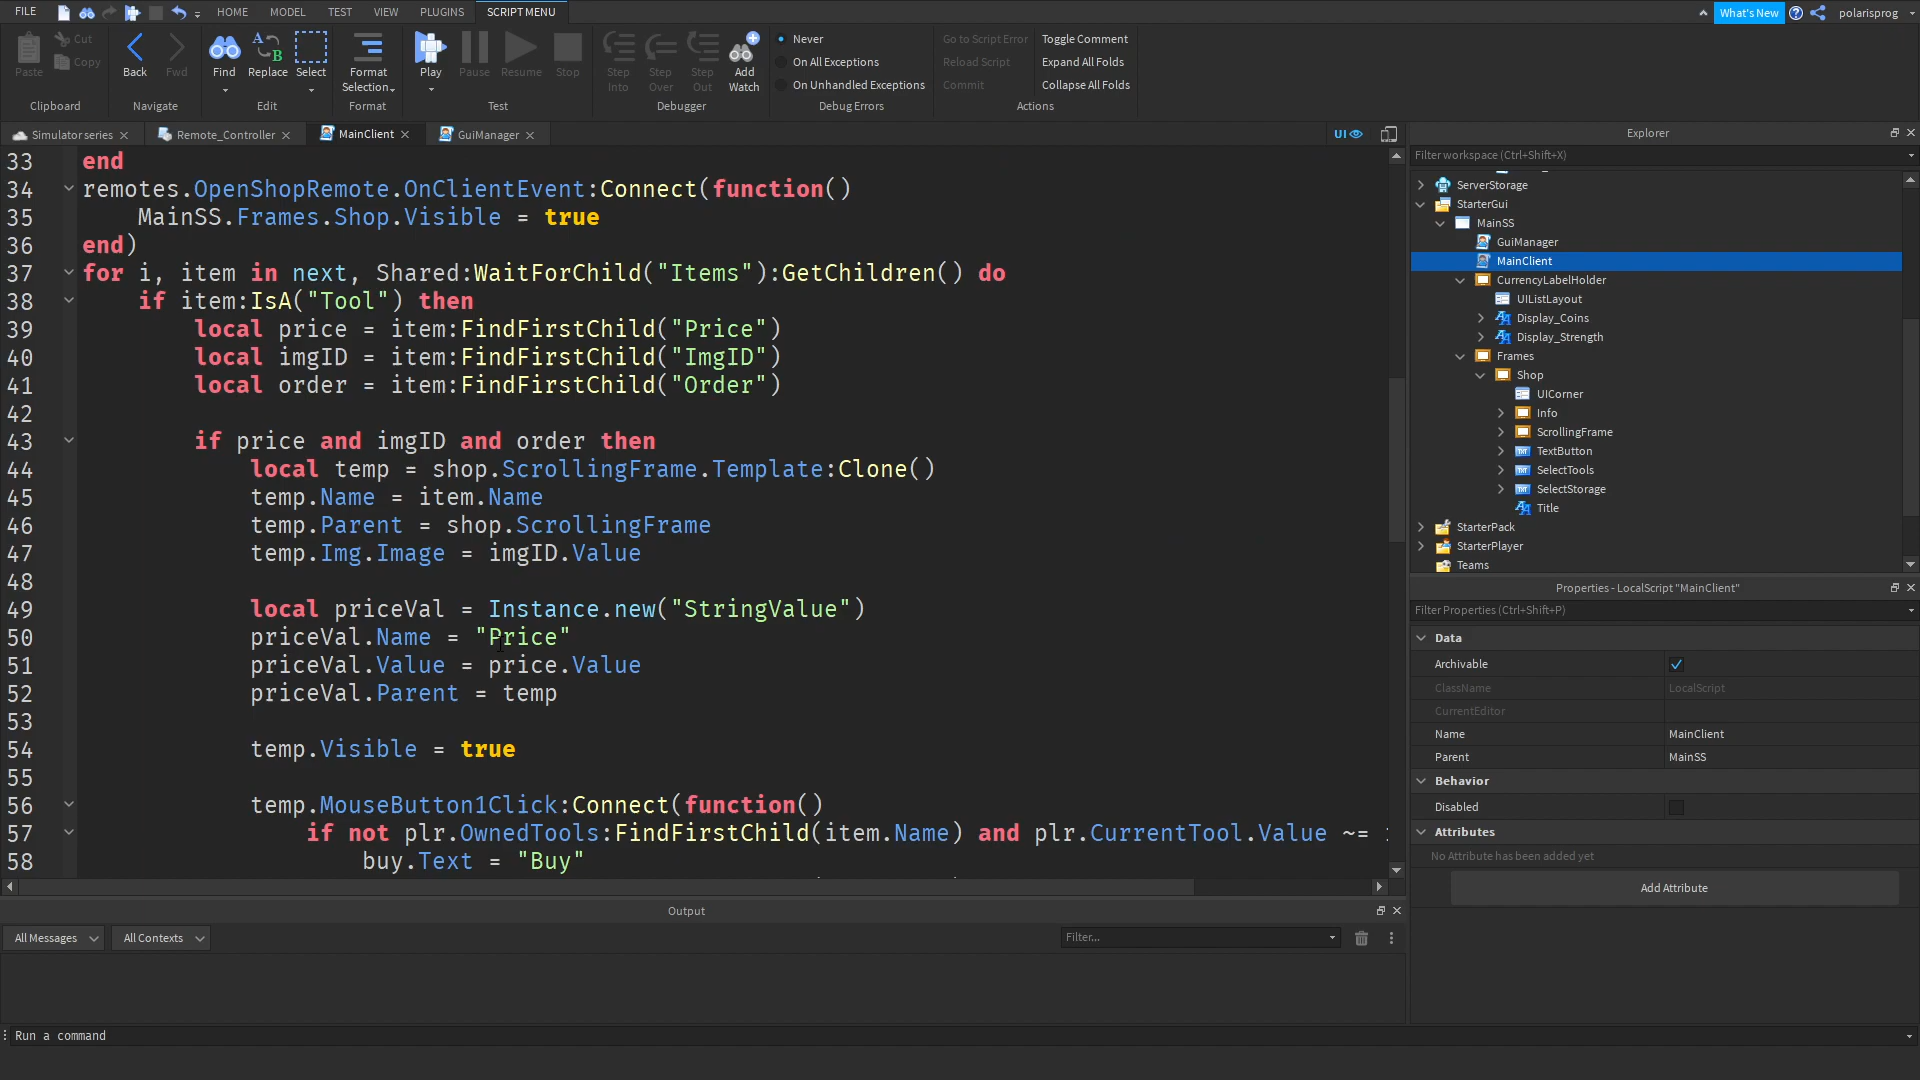 FILE HOME MODEL TEST VIEW PLUGINS SCRIPT MENU What's New polarisprog
Paste Cut Copy
Clipboard
Back Fwd
Navigate
Find Replace Select
Edit
Format Selection
Format
Play Pause Resume Stop
Test
Step Into Step Over Step Out Add Watch
Debugger
Never
On All Exceptions
On Unhandled Exceptions
Debug Errors
Go to Script Error Toggle Comment
Reload Script Expand All Folds
Commit Collapse All Folds
Actions
Simulator series Remote_Controller MainClient GuiManager UI
33 end
34 remotes.OpenShopRemote.OnClientEvent:Connect(function()
35 MainSS.Frames.Shop.Visible = true
36 end)
37 for i, item in next, Shared:WaitForChild("Items"):GetChildren() do
38 if item:IsA("Tool") then
39 local price = item:FindFirstChild("Price")
40 local imgID = item:FindFirstChild("ImgID")
41 local order = item:FindFirstChild("Order")
42
43 if price and imgID and order then
44 local temp = shop.ScrollingFrame.Template:Clone()
45 temp.Name = item.Name
46 temp.Parent = shop.ScrollingFrame
47 temp.Img.Image = imgID.Value
48
49 local priceVal = Instance.new("StringValue")
50 priceVal.Name = "Price"
51 priceVal.Value = price.Value
52 priceVal.Parent = temp
53
54 temp.Visible = true
55
56 temp.MouseButton1Click:Connect(function()
57 if not plr.OwnedTools:FindFirstChild(item.Name) and plr.CurrentTool.Value ~=
58 buy.Text = "Buy"
Output
All Messages All Contexts Filter...
Run a command
Explorer
Filter workspace (Ctrl+Shift+X)
ServerStorage
StarterGui
MainSS
GuiManager
MainClient
CurrencyLabelHolder
UIListLayout
Display_Coins
Display_Strength
Frames
Shop
UICorner
Info
ScrollingFrame
TextButton
SelectTools
SelectStorage
Title
StarterPack
StarterPlayer
Teams
Properties - LocalScript "MainClient"
Filter Properties (Ctrl+Shift+P)
Data
Archivable
ClassName LocalScript
CurrentEditor
Name MainClient
Parent MainSS
Behavior
Disabled
Attributes
No Attribute has been added yet
Add Attribute